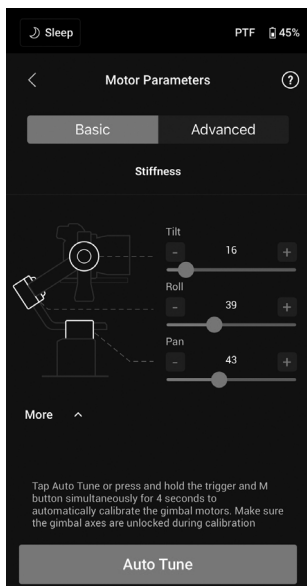 Sleep PTF 45%
Motor Parameters ?
Basic Advanced
Stiffness
Tilt
- 16 +
Roll
- 39 +
Pan
- 43 +
More
Tap Auto Tune or press and hold the trigger and M
button simultaneously for 4 seconds to
automatically calibrate the gimbal motors. Make sure
the gimbal axes are unlocked during calibration
Auto Tune